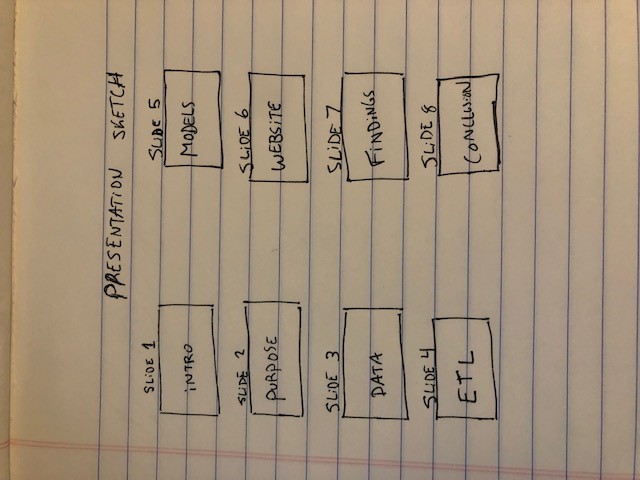 PRESENTATION SKETCH
SLIDE 1
INTRO
SLIDE 2
PURPOSE
SLIDE 3
DATA
SLIDE 4
ETL
SLIDE 5
MODELS
SLIDE 6
WEBSITE
SLIDE 7
FINDINGS
SLIDE 8
CONCLUSION